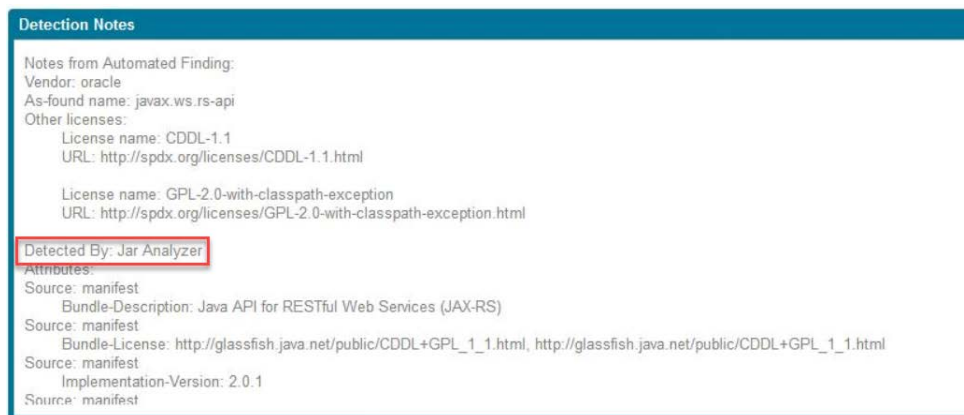 Detection Notes
Notes from Automated Finding:
Vendor: oracle
As-found name: javax.ws.rs-api
Other licenses:
License name: CDDL-1.1
URL: http://spdx.org/licenses/CDDL-1.1.html
License name: GPL-2.0-with-classpath-exception
URL: http://spdx.org/licenses/GPL-2.0-with-classpath-exception.html
Detected By: Jar Analyzer
Attributes:
Source: manifest
Bundle-Description: Java API for RESTful Web Services (JAX-RS)
Source: manifest
Bundle-License: http://glassfish.java.net/public/CDDL+GPL_1_1.html, http://glassfish.java.net/public/CDDL+GPL_1_1.html
Source: manifest
Implementation-Version: 2.0.1
Source: manifest